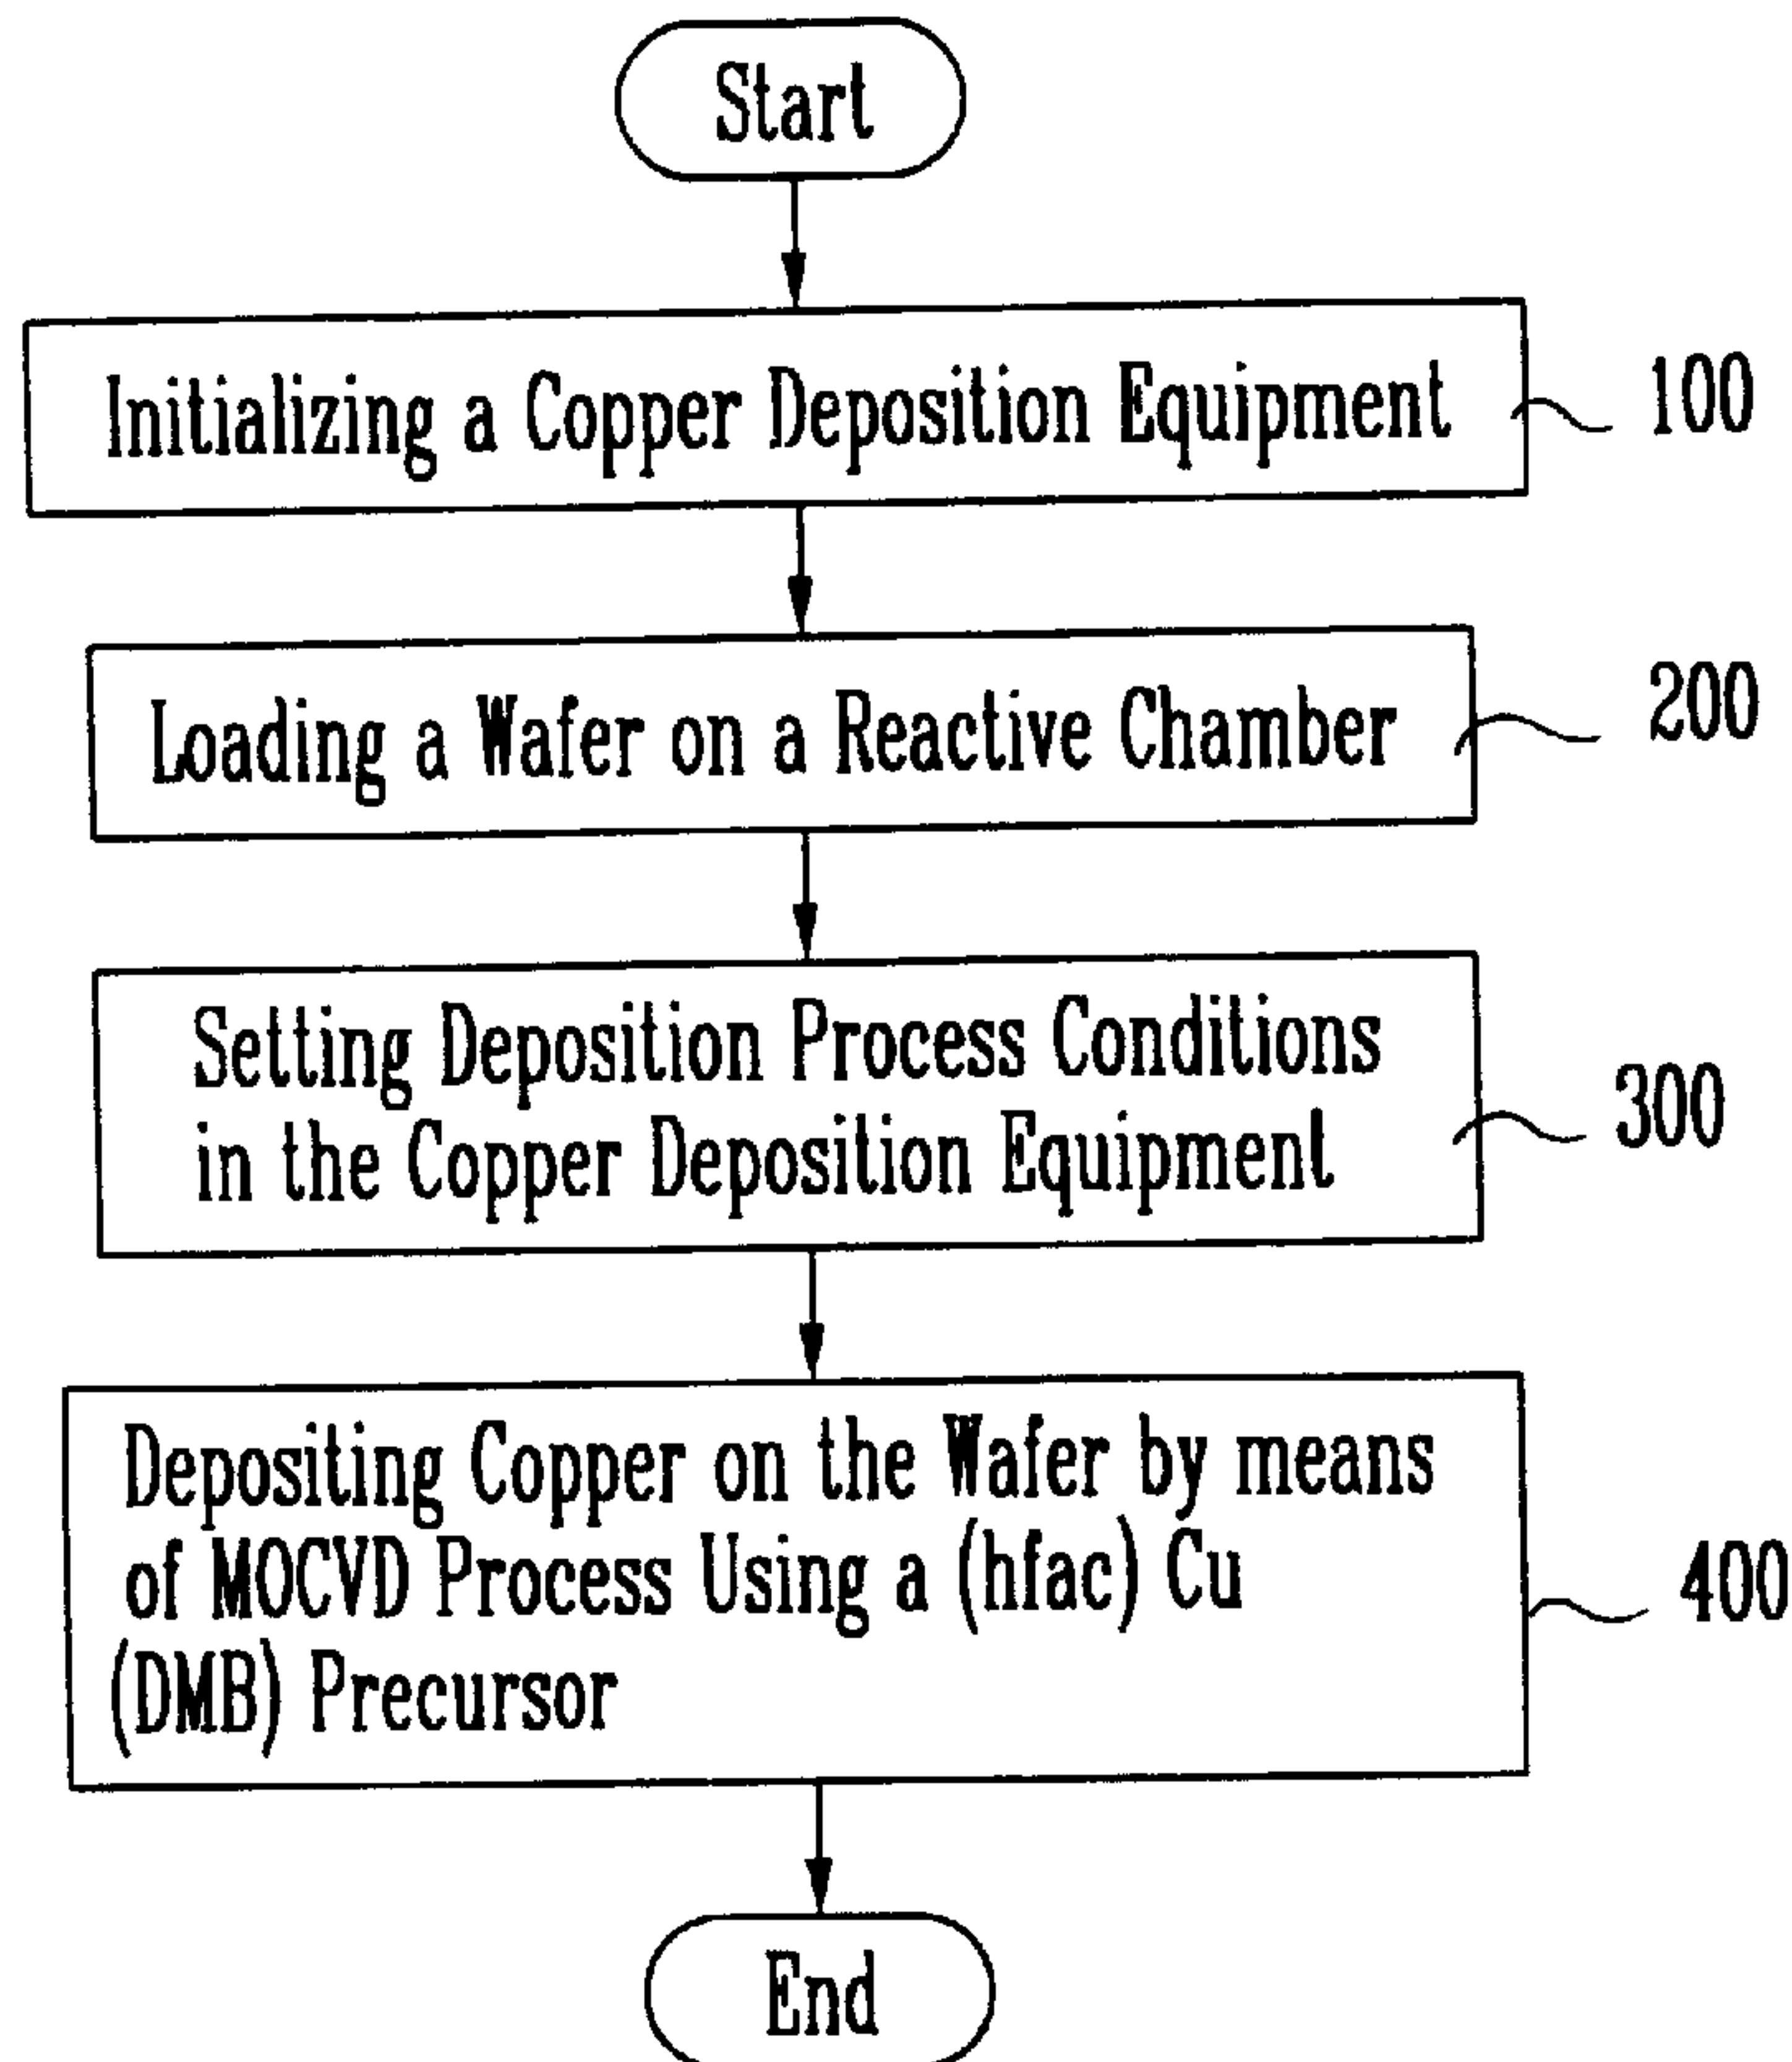 Start
Initializing a Copper Deposition Equipment
100
Loading a Wafer on a Reactive Chamber
200
Setting Deposition Process Conditions
in the Copper Deposition Equipment
300
Depositing Copper on the Wafer by means
of MOCVD Process Using a (hfac) Cu
(DMB) Precursor
400
End